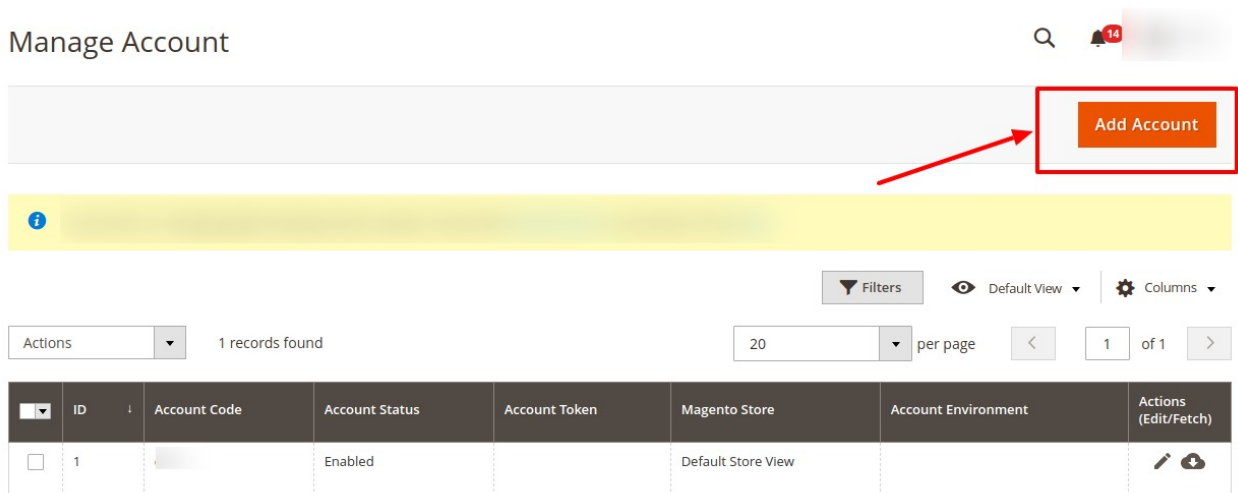 Manage Account
14
Add Account
Filters
Default View
Columns
Actions
1 records found
20
per page
1
of 1
ID
Account Code
Account Status
Account Token
Magento Store
Account Environment
Actions
(Edit/Fetch)
1
Enabled
Default Store View